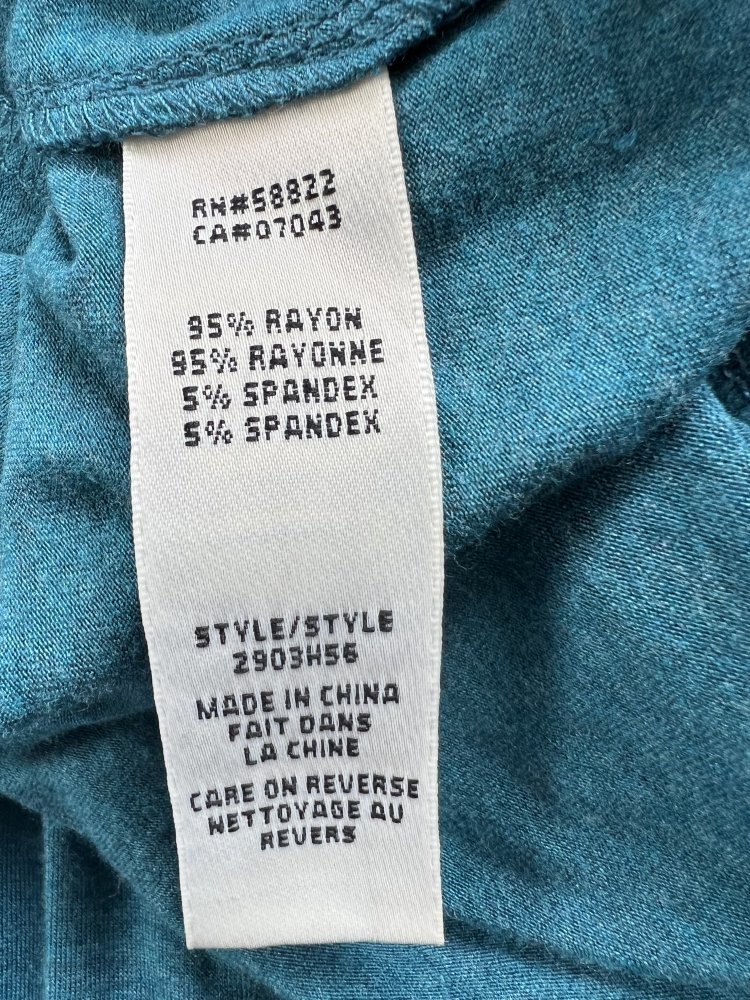 RN#58822
CA#07043
95% RAYON
95% RAYONNE
5% SPANDEX
5% SPANDEX
STYLE/STYLE
2903H56
MADE IN CHINA
FAIT DANS
LA CHINE
CARE ON REVERSE
NETTOYAGE AU
REVERS